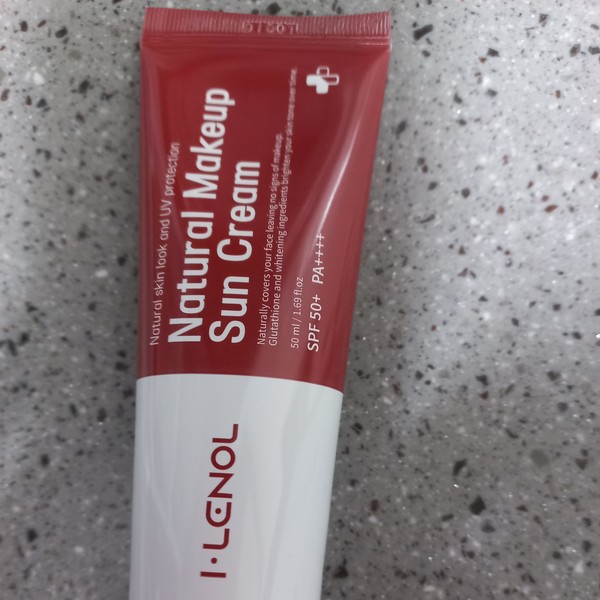 Natural skin look and UV protection
Natural Makeup
Sun Cream
Naturally covers your face leaving no signs of makeup.
Glutathione and whitening ingredients brighten your skin tone over time.
50 ml / 1.69 fl.oz
SPF 50+ PA++++
I·LENOL